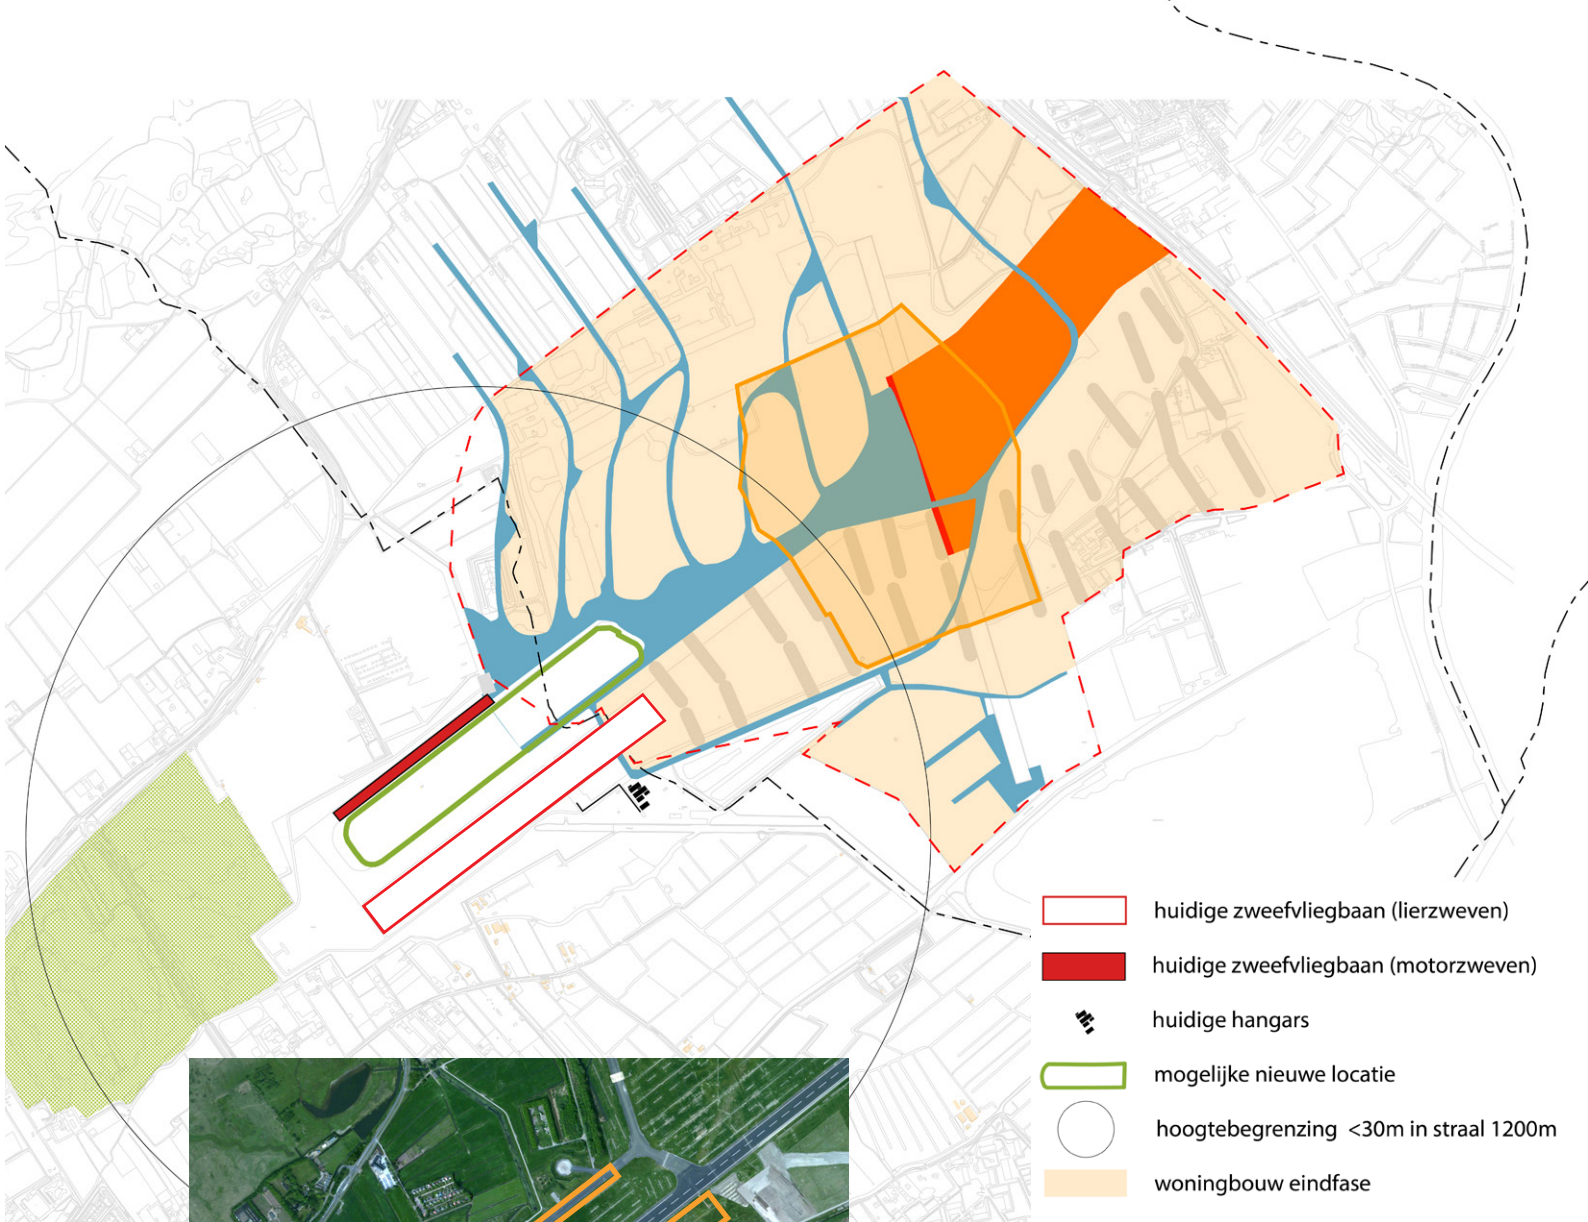 huidige zweefvliegbaan (lierzweven)
huidige zweefvliegbaan (motorzweven)
huidige hangars
mogelijke nieuwe locatie
hoogtebegrenzing <30m in straal 1200m
woningbouw eindfase